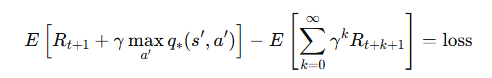 E[R_{t+1} + γ max_{a'} q_*(s', a')] − E[∑_{k=0}^{∞} γ^k R_{t+k+1}] = loss